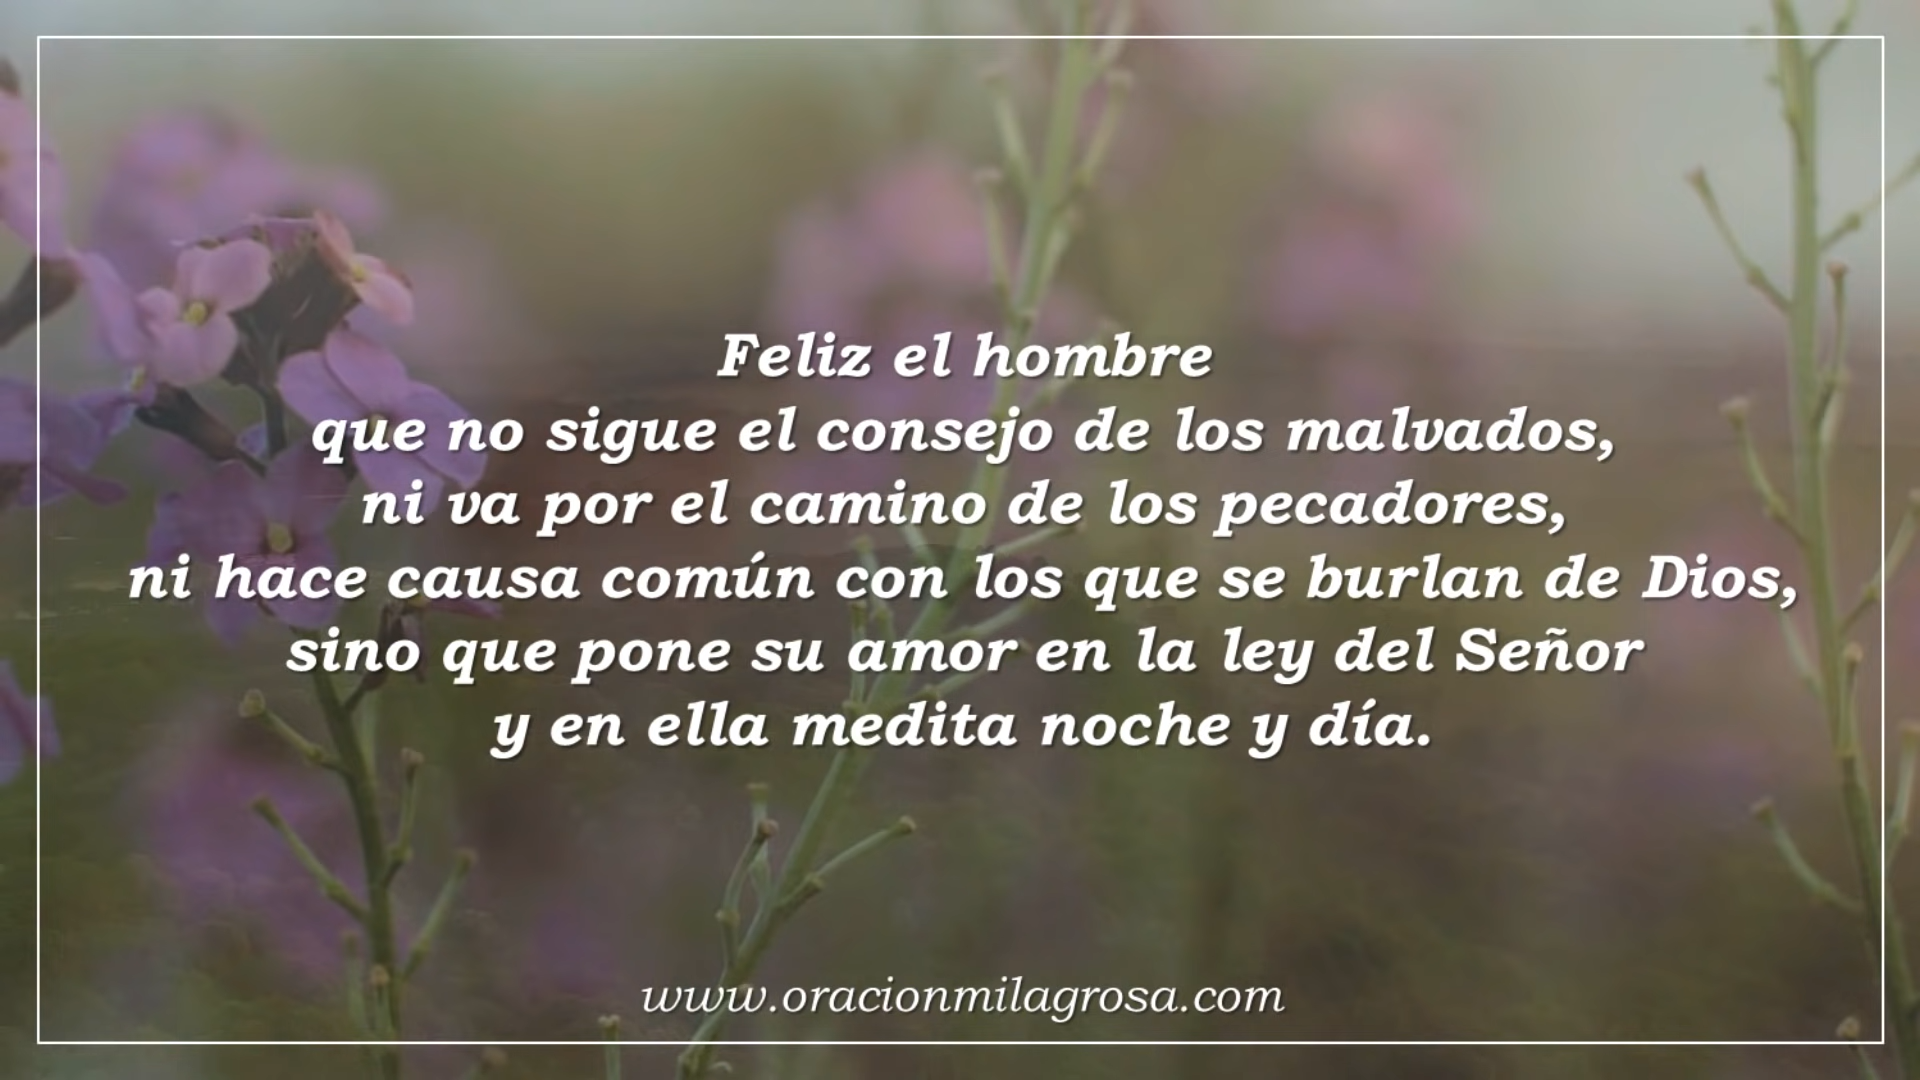 Feliz el hombre
que no sigue el consejo de los malvados,
ni va por el camino de los pecadores,
ni hace causa común con los que se burlan de Dios,
sino que pone su amor en la ley del Señor
y en ella medita noche y día.
www.oracionmilagrosa.com